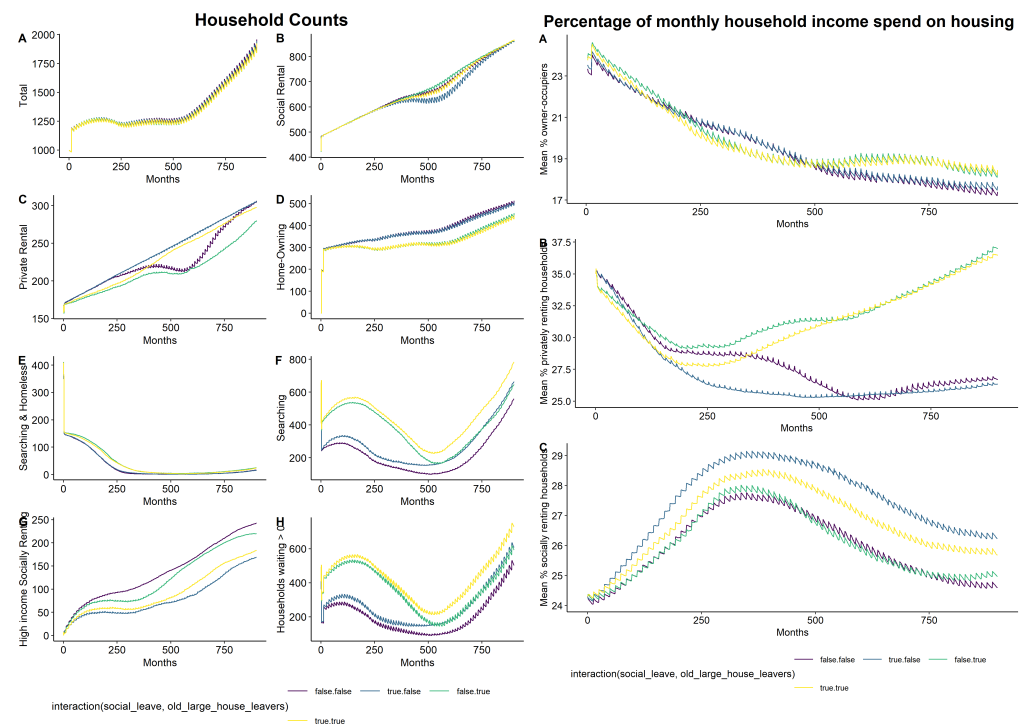 Household Counts
A
Total
2000
1750
1500
1250
1000
0
250
500
750
Months
B
Social Rental
800
700
600
500
400
0
250
500
750
Months
C
Private Rental
300
250
200
150
0
250
500
750
Months
D
Home-Owning
500
400
300
200
100
0
0
250
500
750
Months
E
Searching & Homeless
400
300
200
100
0
0
250
500
750
Months
F
Searching
800
600
400
200
0
250
500
750
Months
G
High income Socially Renting
250
200
150
100
50
0
0
250
500
750
Months
H
Households waiting >
600
400
200
0
250
500
750
Months
interaction(social_leave, old_large_house_leavers)
false.false
true.false
false.true
true.true
Percentage of monthly household income spend on housing
A
Mean % owner-occupiers
23
21
19
17
0
250
500
750
Months
B
Mean % privately renting households
37.5
35.0
32.5
30.0
27.5
25.0
0
250
500
750
Months
C
Mean % socially renting households
29
28
27
26
25
24
0
250
500
750
Months
interaction(social_leave, old_large_house_leavers)
false.false
true.false
false.true
true.true